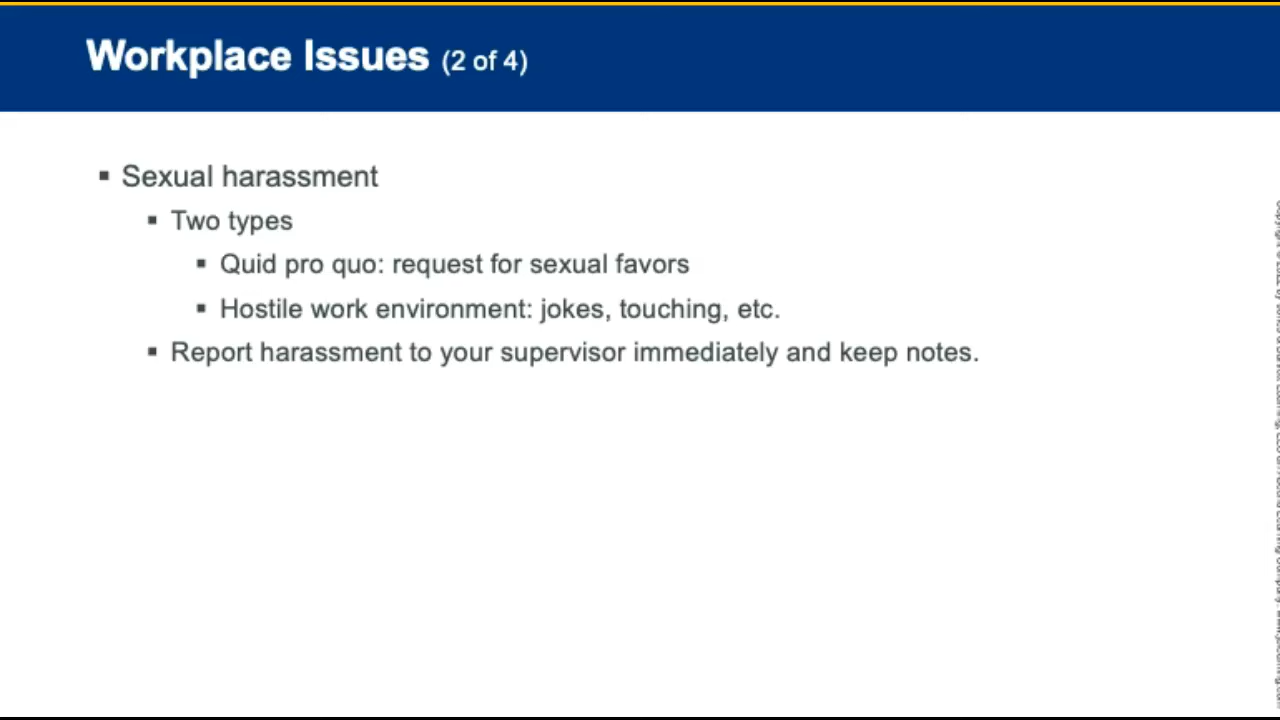 Workplace Issues (2 of 4)
▪ Sexual harassment
▪ Two types
▪ Quid pro quo: request for sexual favors
▪ Hostile work environment: jokes, touching, etc.
▪ Report harassment to your supervisor immediately and keep notes.